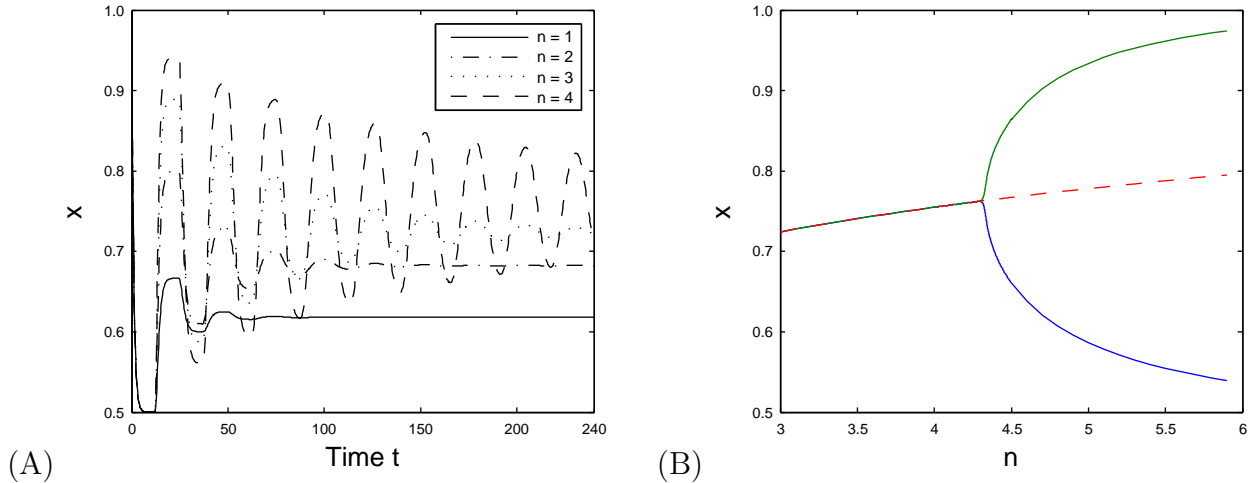 1.0
0.9
0.8
0.7
0.6
0.5
x
0 50 100 150 200 240
Time t
n = 1
n = 2
n = 3
n = 4
(A)
1.0
0.9
0.8
0.7
0.6
0.5
x
3 3.5 4 4.5 5 5.5 6
n
(B)